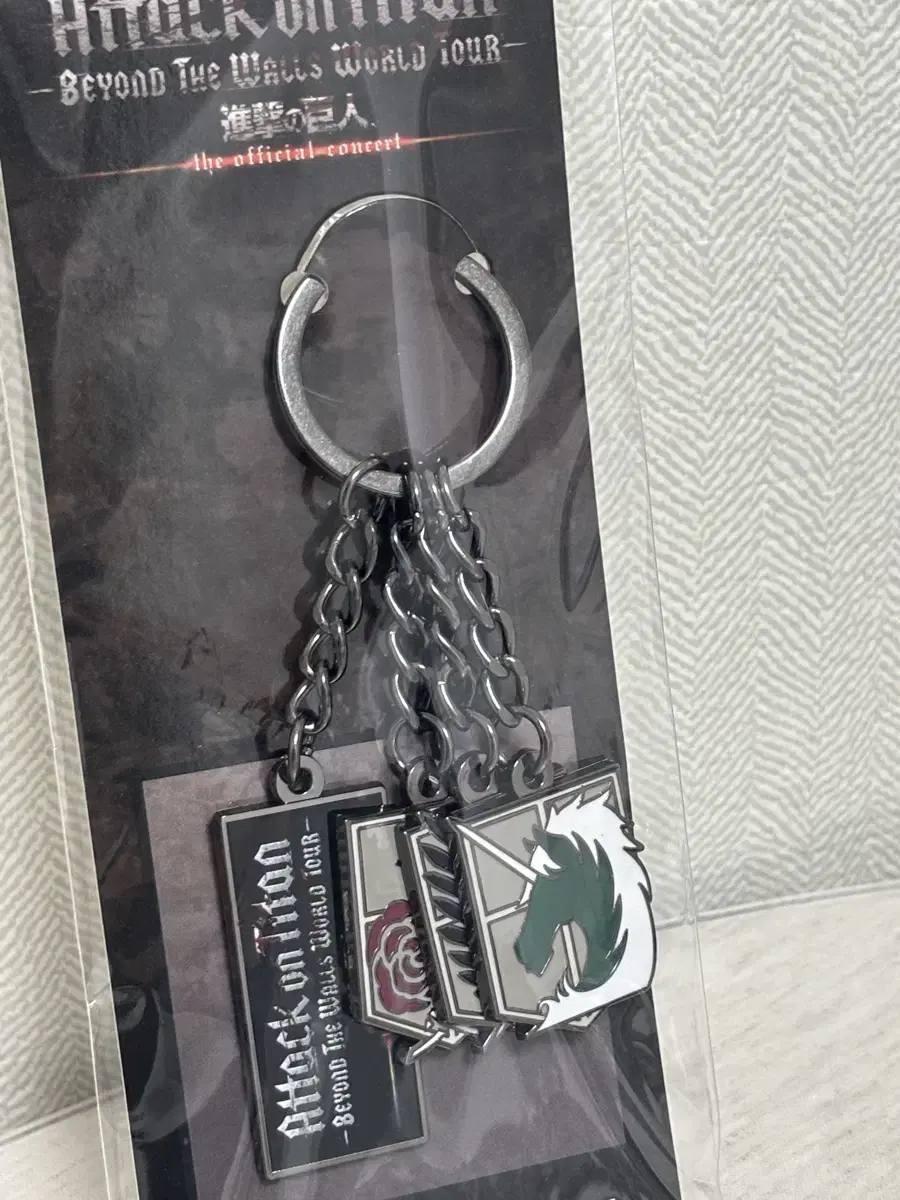 Attack on Titan
-BEYOND THE WALLS WORLD TOUR-
進撃の巨人
the official concert
Attack on Titan
-BEYOND THE WALLS WORLD TOUR-